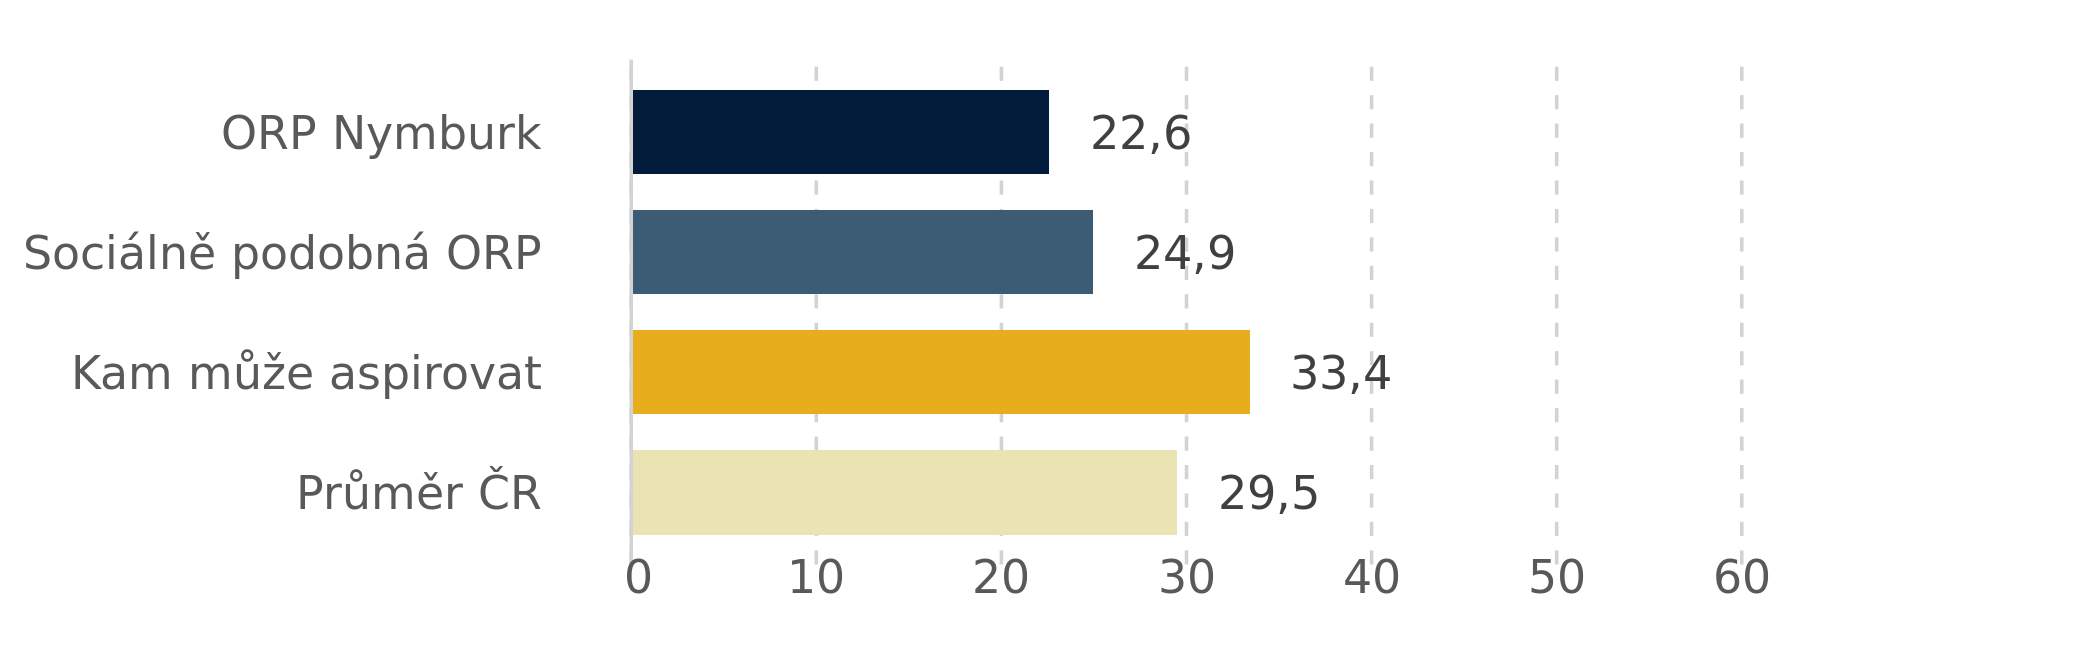 ORP Nymburk 22,6
Sociálně podobná ORP 24,9
Kam může aspirovat 33,4
Průměr ČR 29,5
0 10 20 30 40 50 60